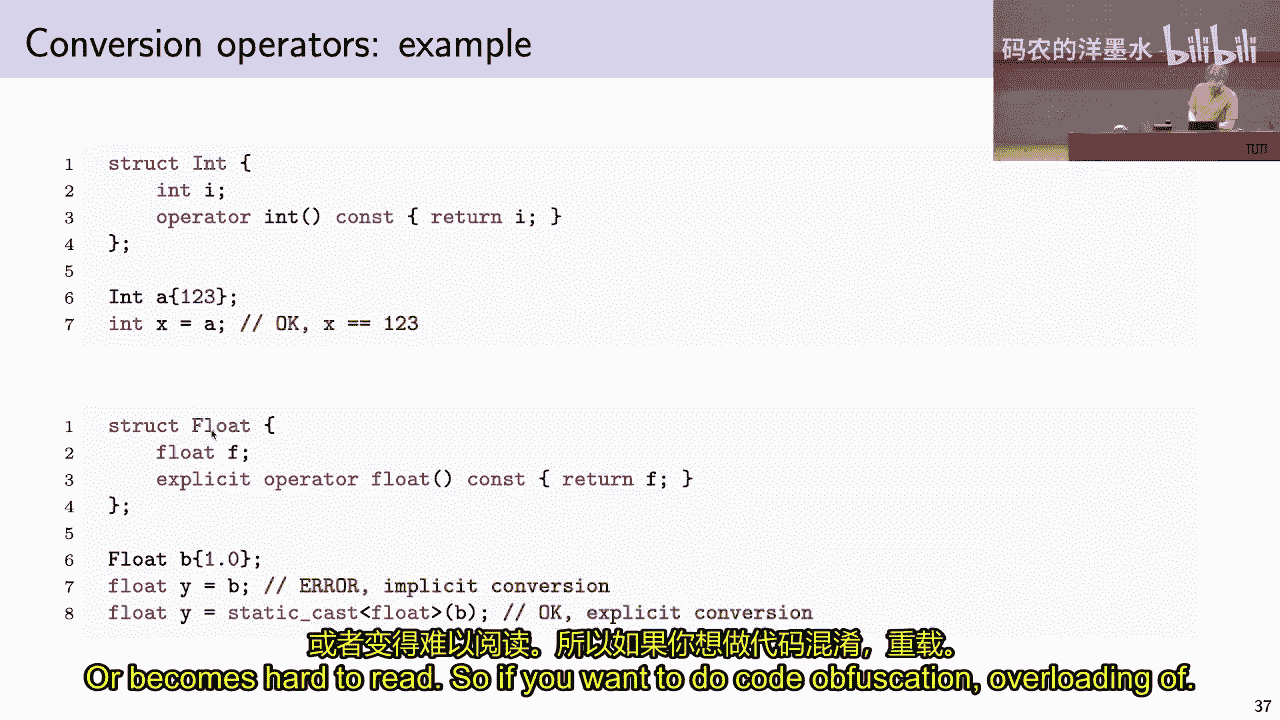 Conversion operators: example
码农的洋墨水 bilibili
TUM
1 struct Int {
2 int i;
3 operator int() const { return i; }
4 };
5
6 Int a{123};
7 int x = a; // OK, x == 123
1 struct Float {
2 float f;
3 explicit operator float() const { return f; }
4 };
5
6 Float b{1.0};
7 float y = b; // ERROR, implicit conversion
8 float y = static_cast<float>(b); // OK, explicit conversion
或者变得难以阅读。所以如果你想做代码混淆，重载。
Or becomes hard to read. So if you want to do code obfuscation, overloading of.
37